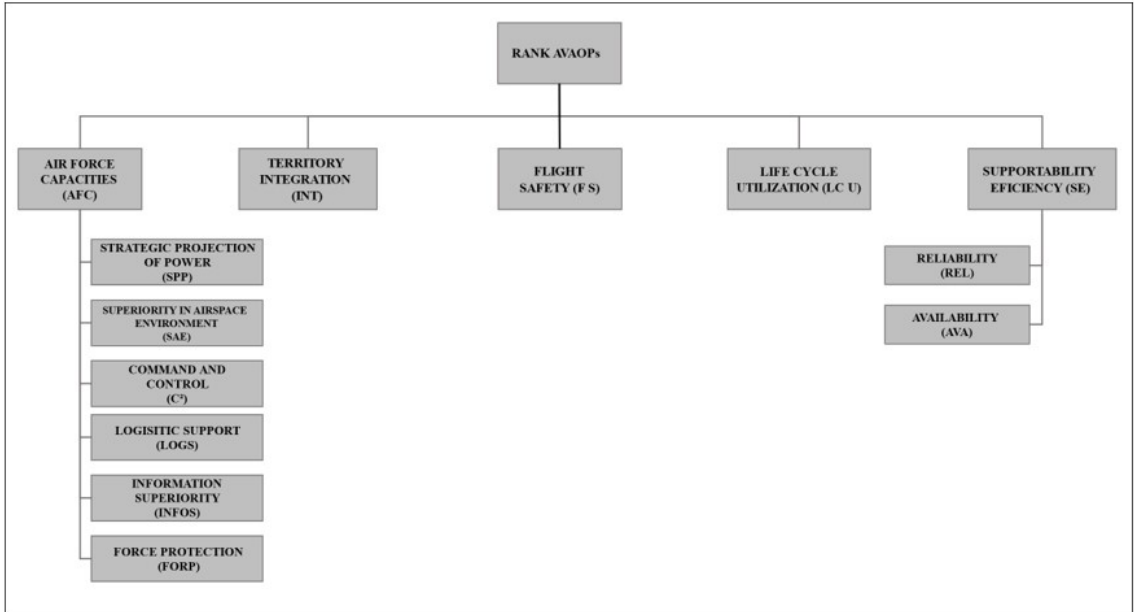 RANK AVAOPs
AIR FORCE
CAPACITIES
(AFC)
TERRITORY
INTEGRATION
(INT)
FLIGHT
SAFETY (F S)
LIFE CYCLE
UTILIZATION (LC U)
SUPPORTABILITY
EFICIENCY (SE)
STRATEGIC PROJECTION
OF POWER
(SPP)
SUPERIORITY IN AIRSPACE
ENVIRONMENT
(SAE)
COMMAND AND
CONTROL
(C²)
LOGISITIC SUPPORT
(LOGS)
INFORMATION
SUPERIORITY
(INFOS)
FORCE PROTECTION
(FORP)
RELIABILITY
(REL)
AVAILABILITY
(AVA)